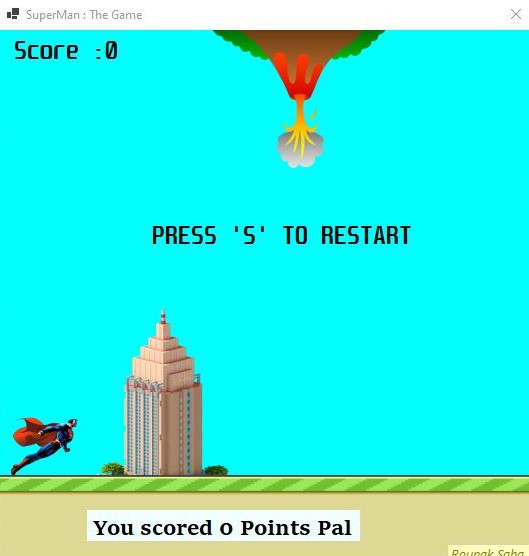 SuperMan : The Game
Score :0
PRESS 'S' TO RESTART
You scored 0 Points Pal
Rounak Saha